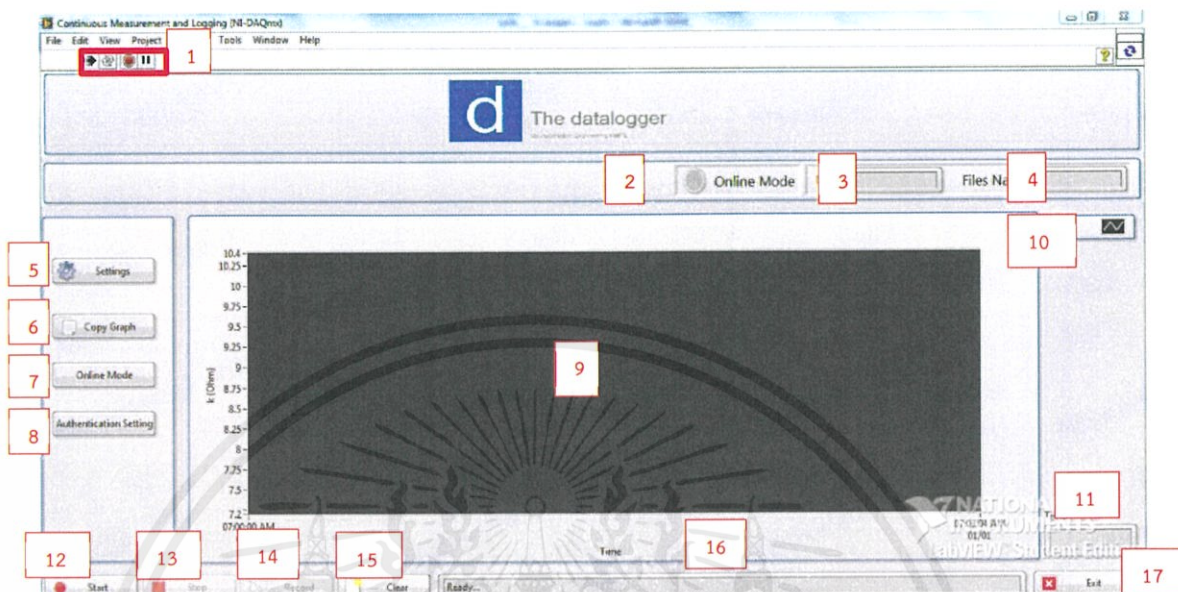 Continuous Measurement and Logging (NI-DAQmx)
File Edit View Project Tools Window Help
1
d The datalogger
2 Online Mode 3 Files Na 4
10
5 Settings
6 Copy Graph
7 Online Mode
8 Authentication Setting
10.4
10.25
10
9.75
9.5
9.25
9
8.75
8.5
8.25
8
7.75
7.5
7.2
k (Ohm)
9
07:00:00 AM
01/01
Time
NATIONAL INSTRUMENTS
LabVIEW Student Edition
11
12 Start
13 Stop
14 Record
15 Clear
16 Ready...
17 Exit